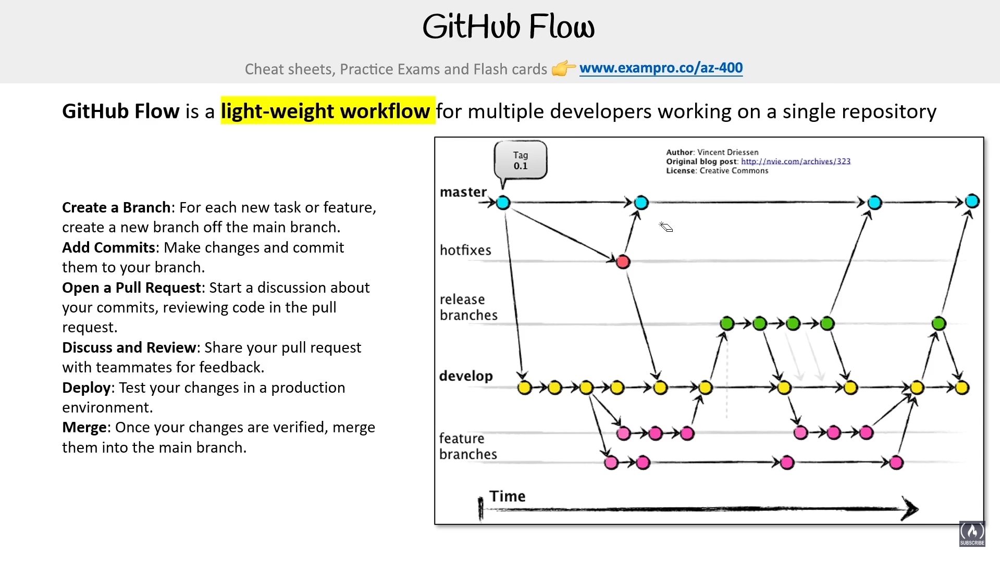 GitHub Flow
Cheat sheets, Practice Exams and Flash cards 👉 www.exampro.co/az-400
GitHub Flow is a light-weight workflow for multiple developers working on a single repository
Create a Branch: For each new task or feature,
create a new branch off the main branch.
Add Commits: Make changes and commit
them to your branch.
Open a Pull Request: Start a discussion about
your commits, reviewing code in the pull
request.
Discuss and Review: Share your pull request
with teammates for feedback.
Deploy: Test your changes in a production
environment.
Merge: Once your changes are verified, merge
them into the main branch.
Tag
0.1
Author: Vincent Driessen
Original blog post: http://nvie.com/archives/323
License: Creative Commons
master
hotfixes
release
branches
develop
feature
branches
Time
SUBSCRIBE